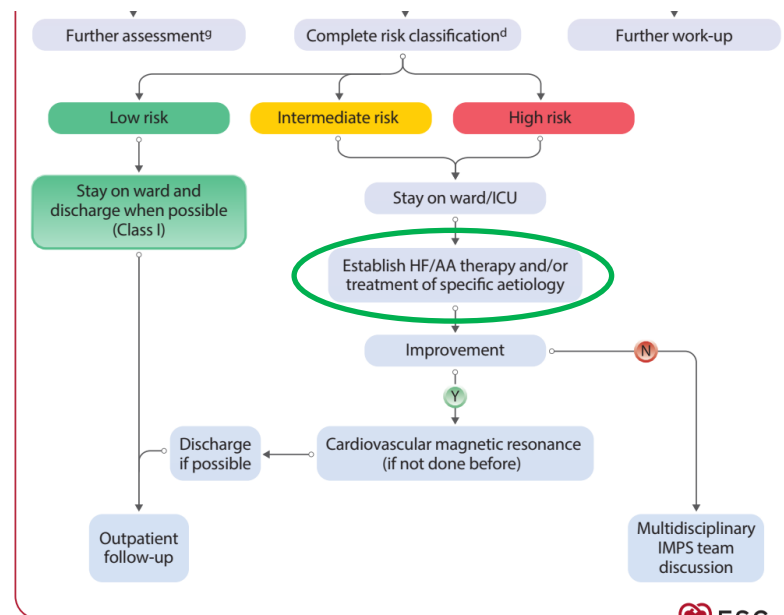 Further assessmentᵍ
Complete risk classificationᵈ
Further work-up
Low risk
Intermediate risk
High risk
Stay on ward and
discharge when possible
(Class I)
Stay on ward/ICU
Establish HF/AA therapy and/or
treatment of specific aetiology
Improvement
N
Y
Discharge
if possible
Cardiovascular magnetic resonance
(if not done before)
Outpatient
follow-up
Multidisciplinary
IMPS team
discussion